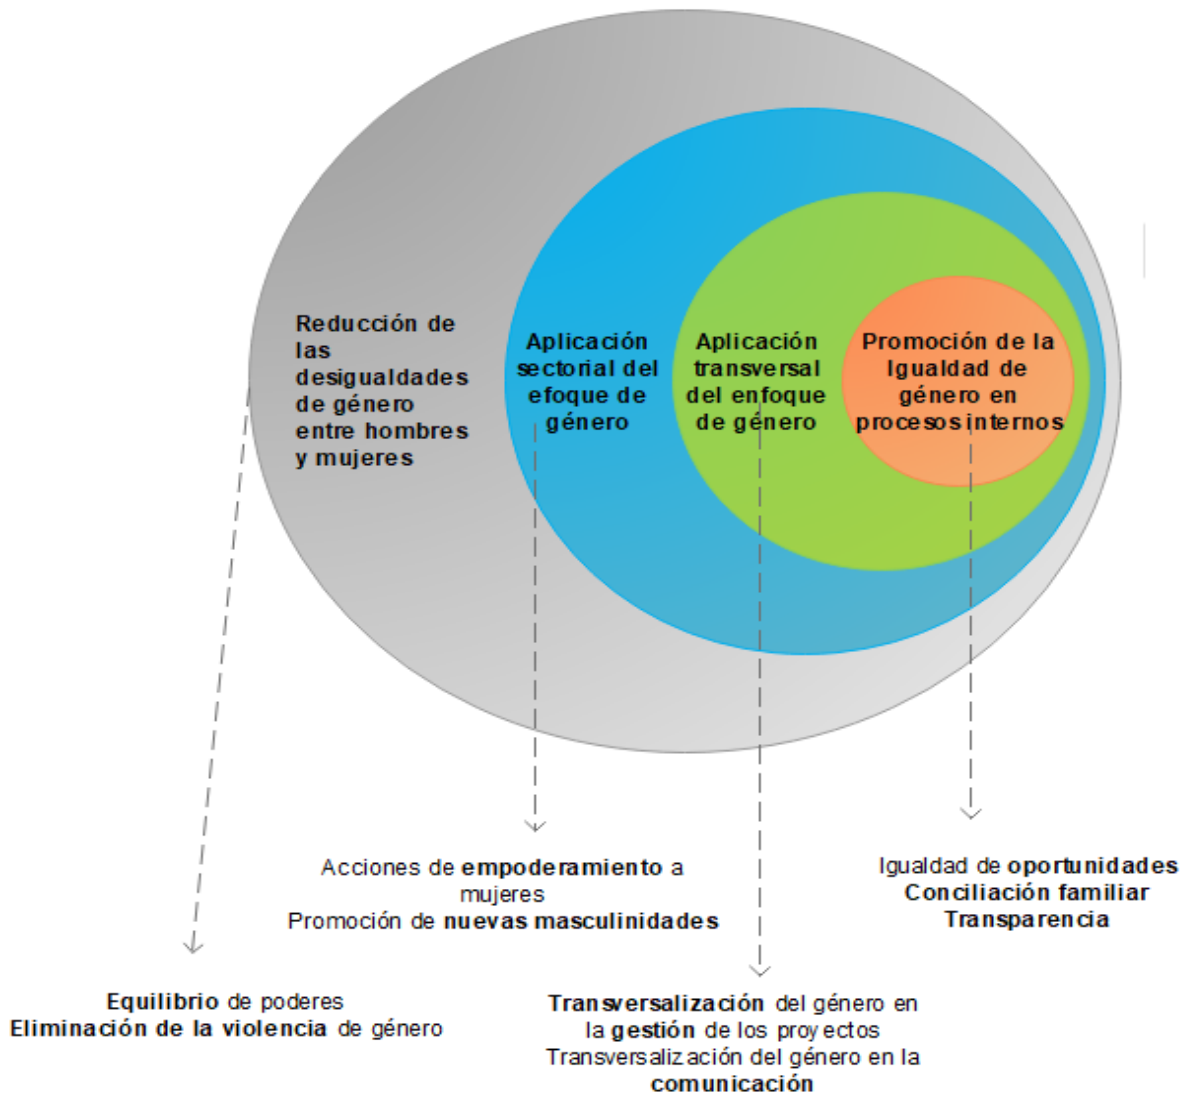 Reducción de
las
desigualdades
de género
entre hombres
y mujeres
Aplicación
sectorial del
efoque de
género
Aplicación
transversal
del enfoque
de género
Promoción de la
Igualdad de
género en
procesos internos
Acciones de empoderamiento a
mujeres
Promoción de nuevas masculinidades
Igualdad de oportunidades
Conciliación familiar
Transparencia
Equilibrio de poderes
Eliminación de la violencia de género
Transversalización del género en
la gestión de los proyectos
Transversalización del género en la
comunicación